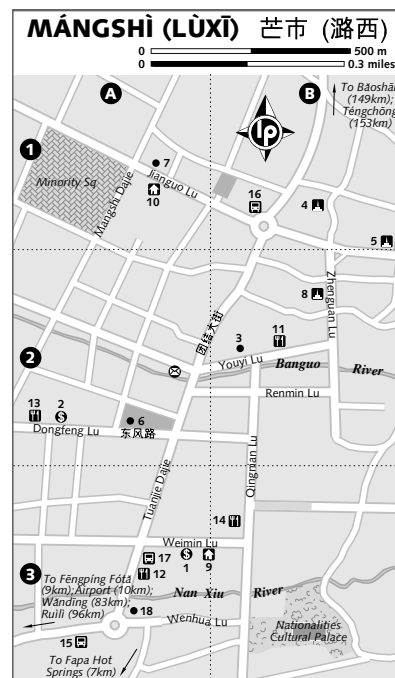 MÁNGSHÌ (LÙXĪ) 芒市 (潞西)
0 500 m
0 0.3 miles
A
B
To Bǎoshān
(149km);
Téngchōng
(153km)
lp
1
7
Minority Sq
Mangshi Dajie
Jianguo Lu
10
16
4
5
Zhenguan Lu
8
团结大街
3
11
2
Youyi Lu
Banguo River
Renmin Lu
13
2
6
Dongfeng Lu
东风路
Tuanjie Dajie
Qingnian Lu
14
Weimin Lu
17
1
9
12
3
To Fēngpíng Fótǎ
(9km); Airport (10km);
Wǎndīng (83km);
Ruìlì (96km)
Nan Xiu River
18
Wenhua Lu
Nationalities
Cultural Palace
15
To Fapa Hot
Springs (7km)